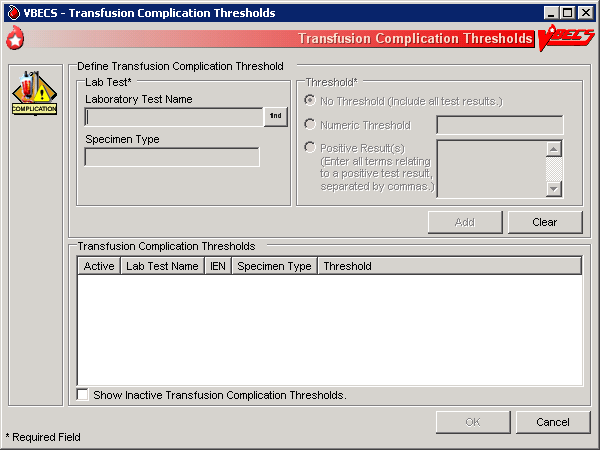 VBECS - Transfusion Complication Thresholds
Transfusion Complication Thresholds
VBECS
COMPLICATION
Define Transfusion Complication Threshold
Lab Test*
Laboratory Test Name
find
Specimen Type
Threshold*
No Threshold (Include all test results.)
Numeric Threshold
Positive Result(s)
(Enter all terms relating
to a positive test result,
separated by commas.)
Add
Clear
Transfusion Complication Thresholds
Active
Lab Test Name
IEN
Specimen Type
Threshold
Show Inactive Transfusion Complication Thresholds.
OK
Cancel
* Required Field